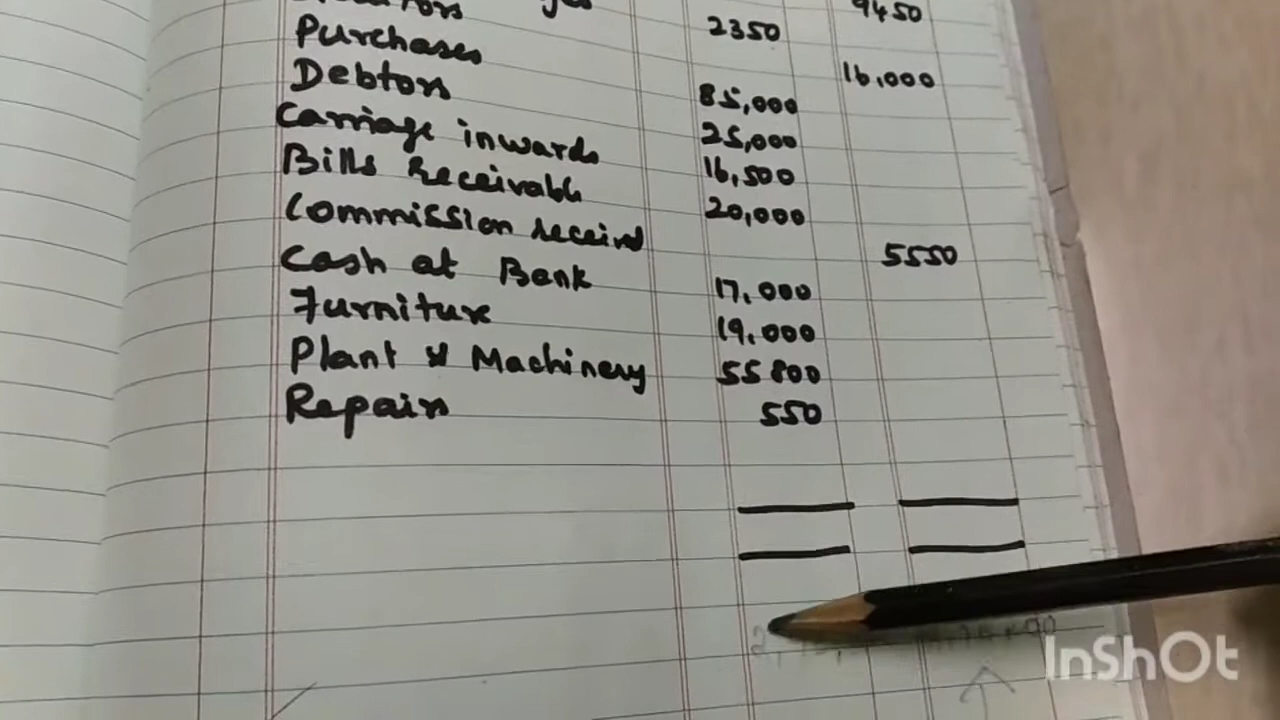 9450
2350
Purchases 16,000
Debtors 85,000
Carriage inwards 25,000
Bills Receivable 16,500
Commission received 20,000
Cash at Bank 5550
Furniture 17,000
Plant & Machinery 19,000
Repairs 55800
550
InShOt